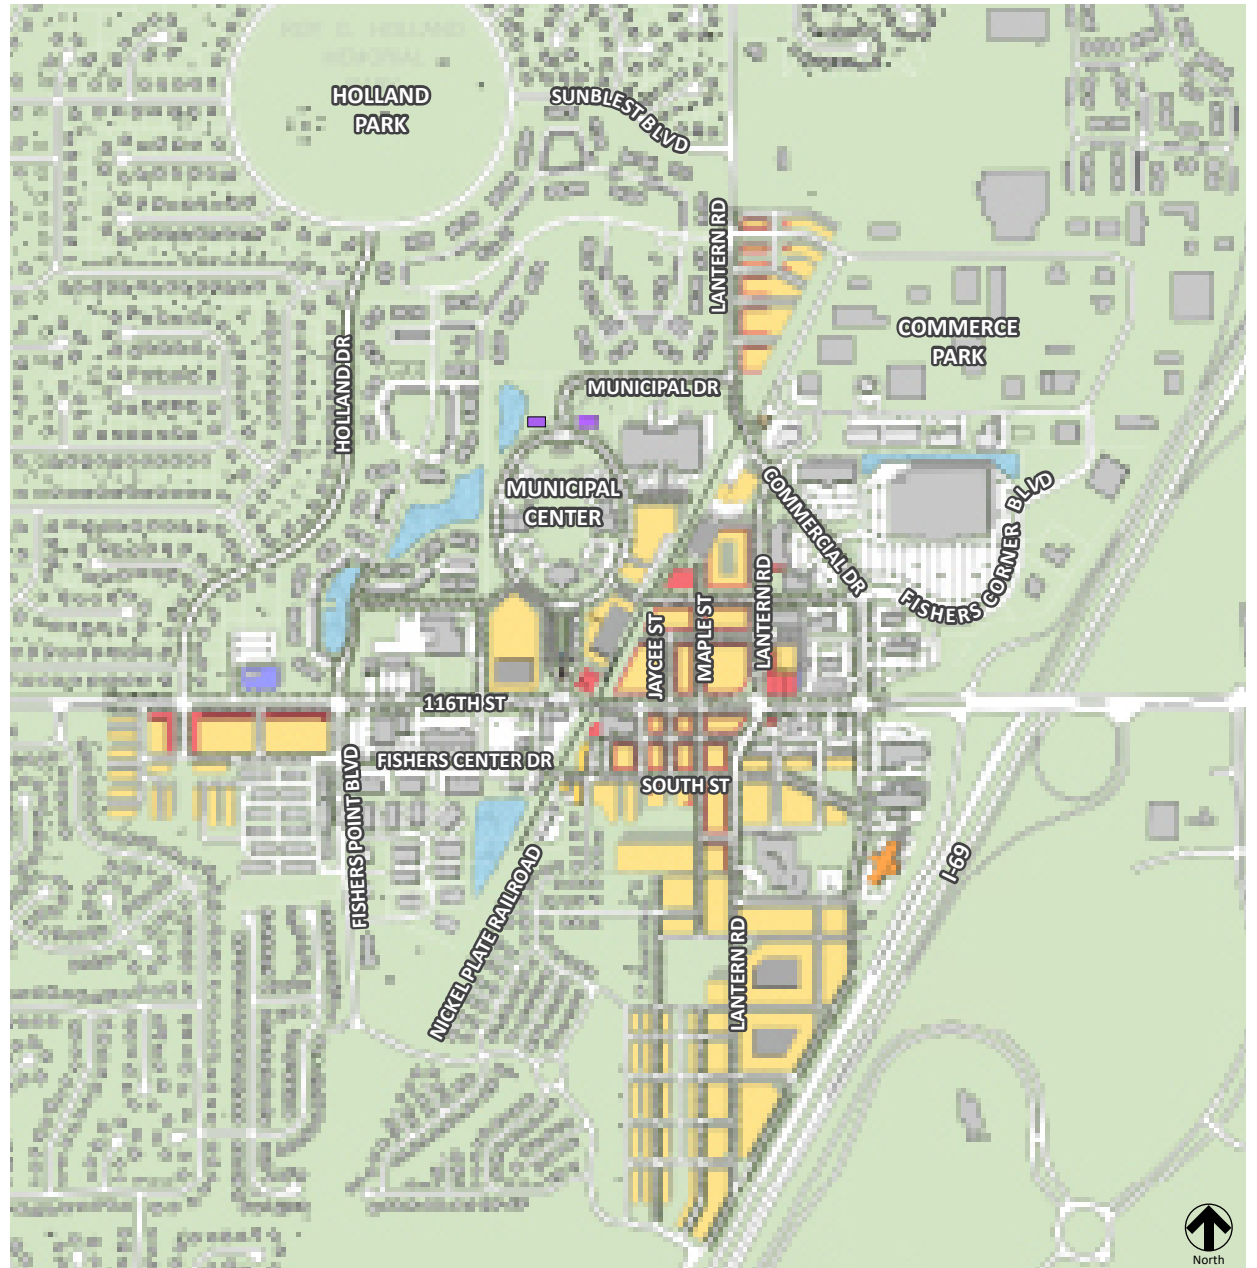 HOLLAND
PARK
SUNBLEST BLVD
LANTERN RD
HOLLAND DR
COMMERCE
PARK
MUNICIPAL DR
MUNICIPAL
CENTER
COMMERCIAL DR
FISHERS CORNER BLVD
JAYCEE ST
MAPLE ST
LANTERN RD
116TH ST
FISHERS CENTER DR
SOUTH ST
FISHERS POINT BLVD
NICKEL PLATE RAILROAD
I-69
LANTERN RD
North